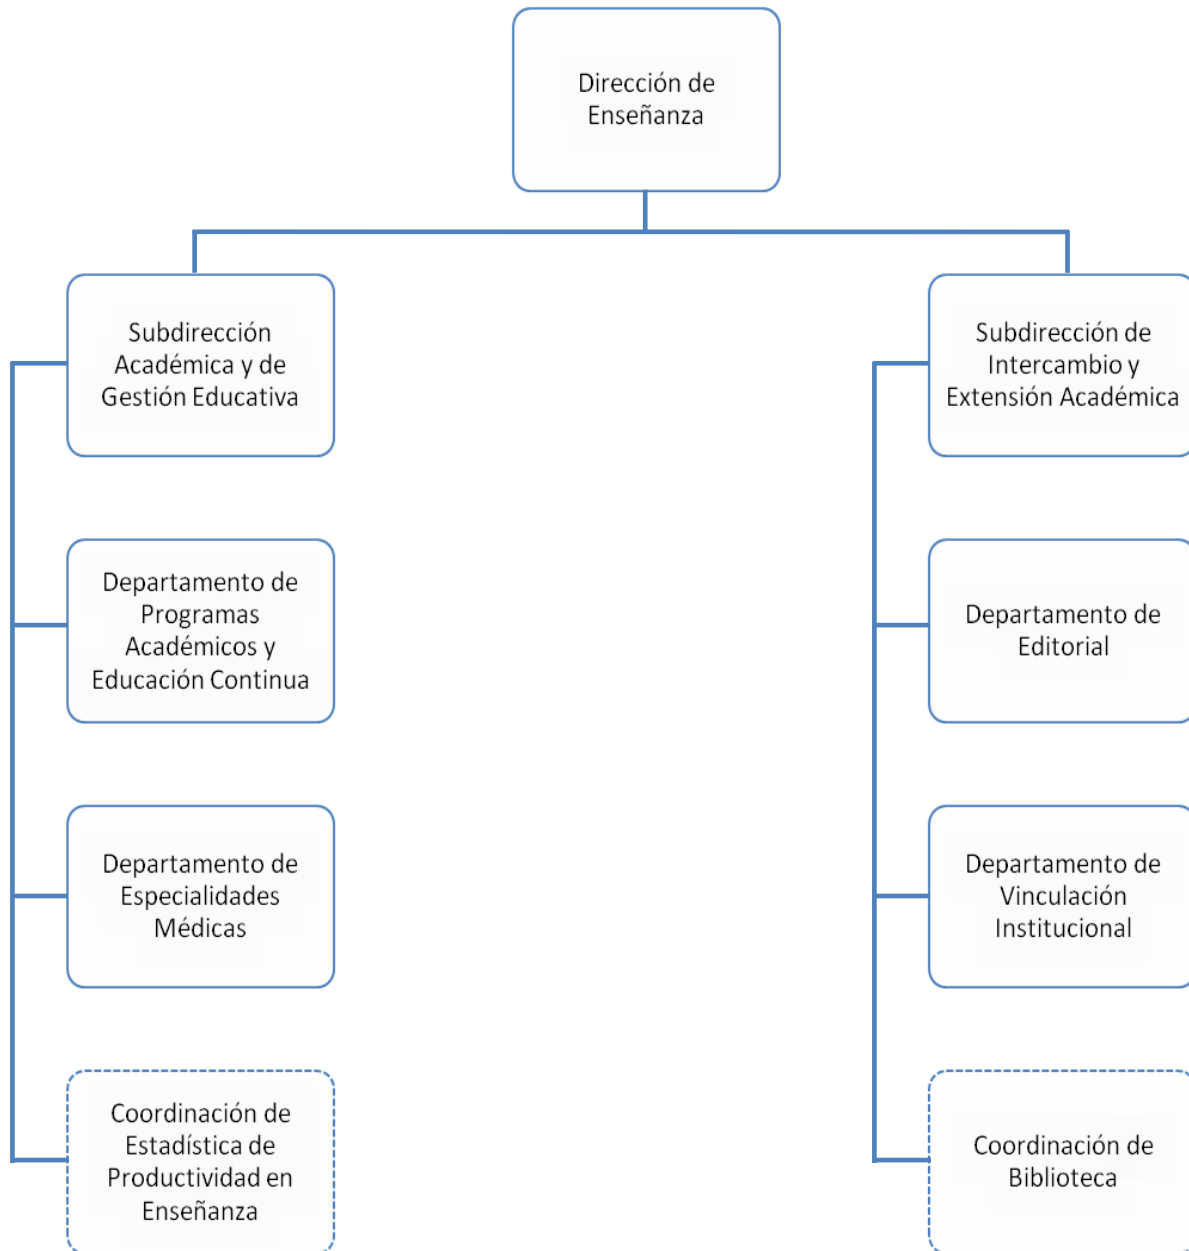 Dirección de
Enseñanza
Subdirección
Académica y de
Gestión Educativa
Subdirección de
Intercambio y
Extensión Académica
Departamento de
Programas
Académicos y
Educación Continua
Departamento de
Editorial
Departamento de
Especialidades
Médicas
Departamento de
Vinculación
Institucional
Coordinación de
Estadística de
Productividad en
Enseñanza
Coordinación de
Biblioteca